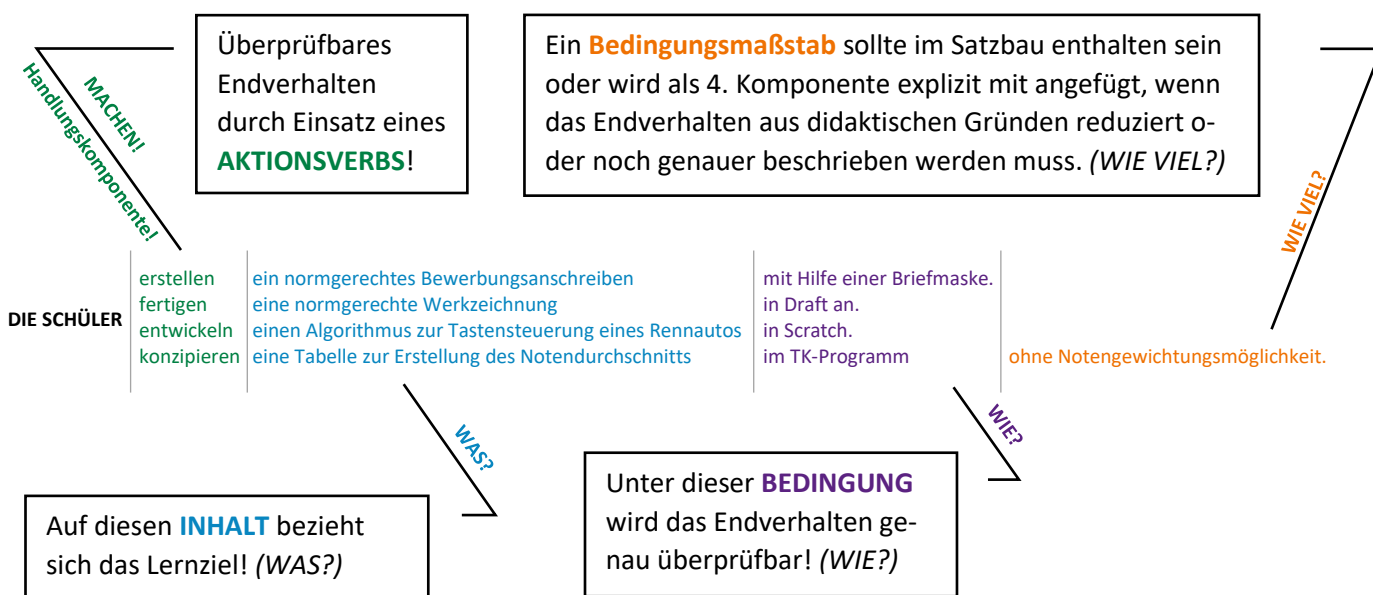 Überprüfbares
Endverhalten
durch Einsatz eines
AKTIONSVERBS!
Ein Bedingungsmaßstab sollte im Satzbau enthalten sein
oder wird als 4. Komponente explizit mit angefügt, wenn
das Endverhalten aus didaktischen Gründen reduziert o-
der noch genauer beschrieben werden muss. (WIE VIEL?)
MACHEN!
Handlungskomponente!
WIE VIEL?
DIE SCHÜLER
erstellen ein normgerechtes Bewerbungsanschreiben mit Hilfe einer Briefmaske.
fertigen eine normgerechte Werkzeichnung in Draft an.
entwickeln einen Algorithmus zur Tastensteuerung eines Rennautos in Scratch.
konzipieren eine Tabelle zur Erstellung des Notendurchschnitts im TK-Programm ohne Notengewichtungsmöglichkeit.
WAS?
WIE?
Auf diesen INHALT bezieht
sich das Lernziel! (WAS?)
Unter dieser BEDINGUNG
wird das Endverhalten ge-
nau überprüfbar! (WIE?)